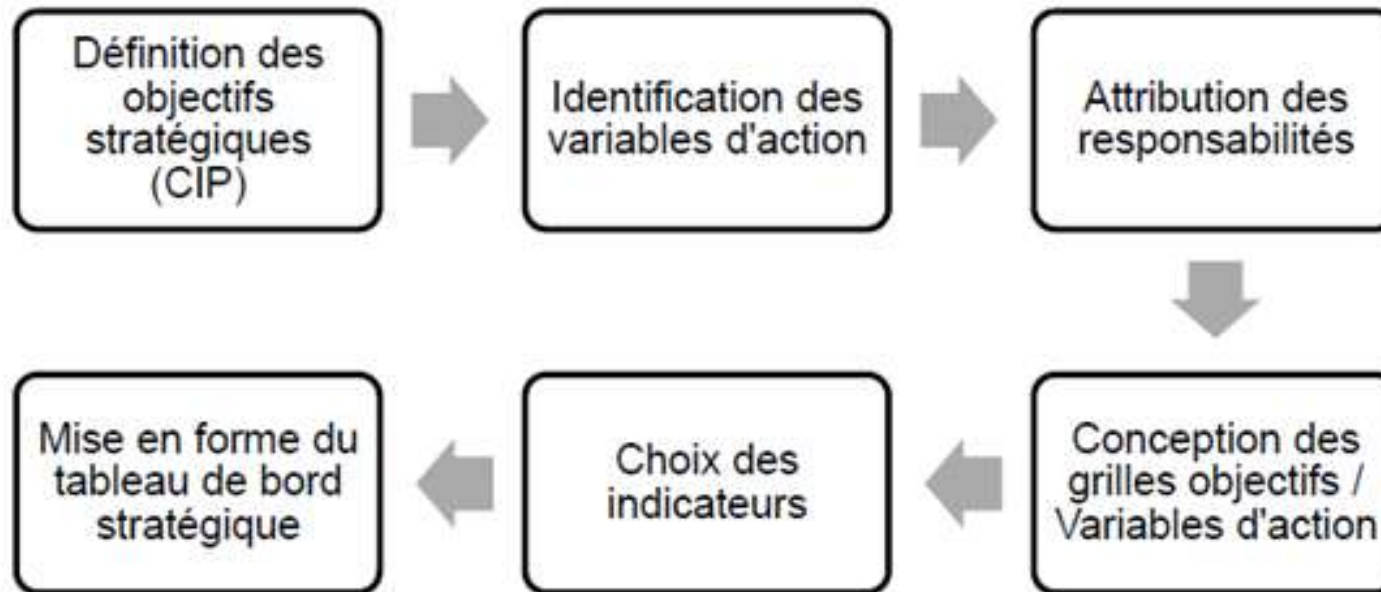 Définition des
objectifs
stratégiques
(CIP)
Identification des
variables d'action
Attribution des
responsabilités
Conception des
grilles objectifs /
Variables d'action
Choix des
indicateurs
Mise en forme du
tableau de bord
stratégique